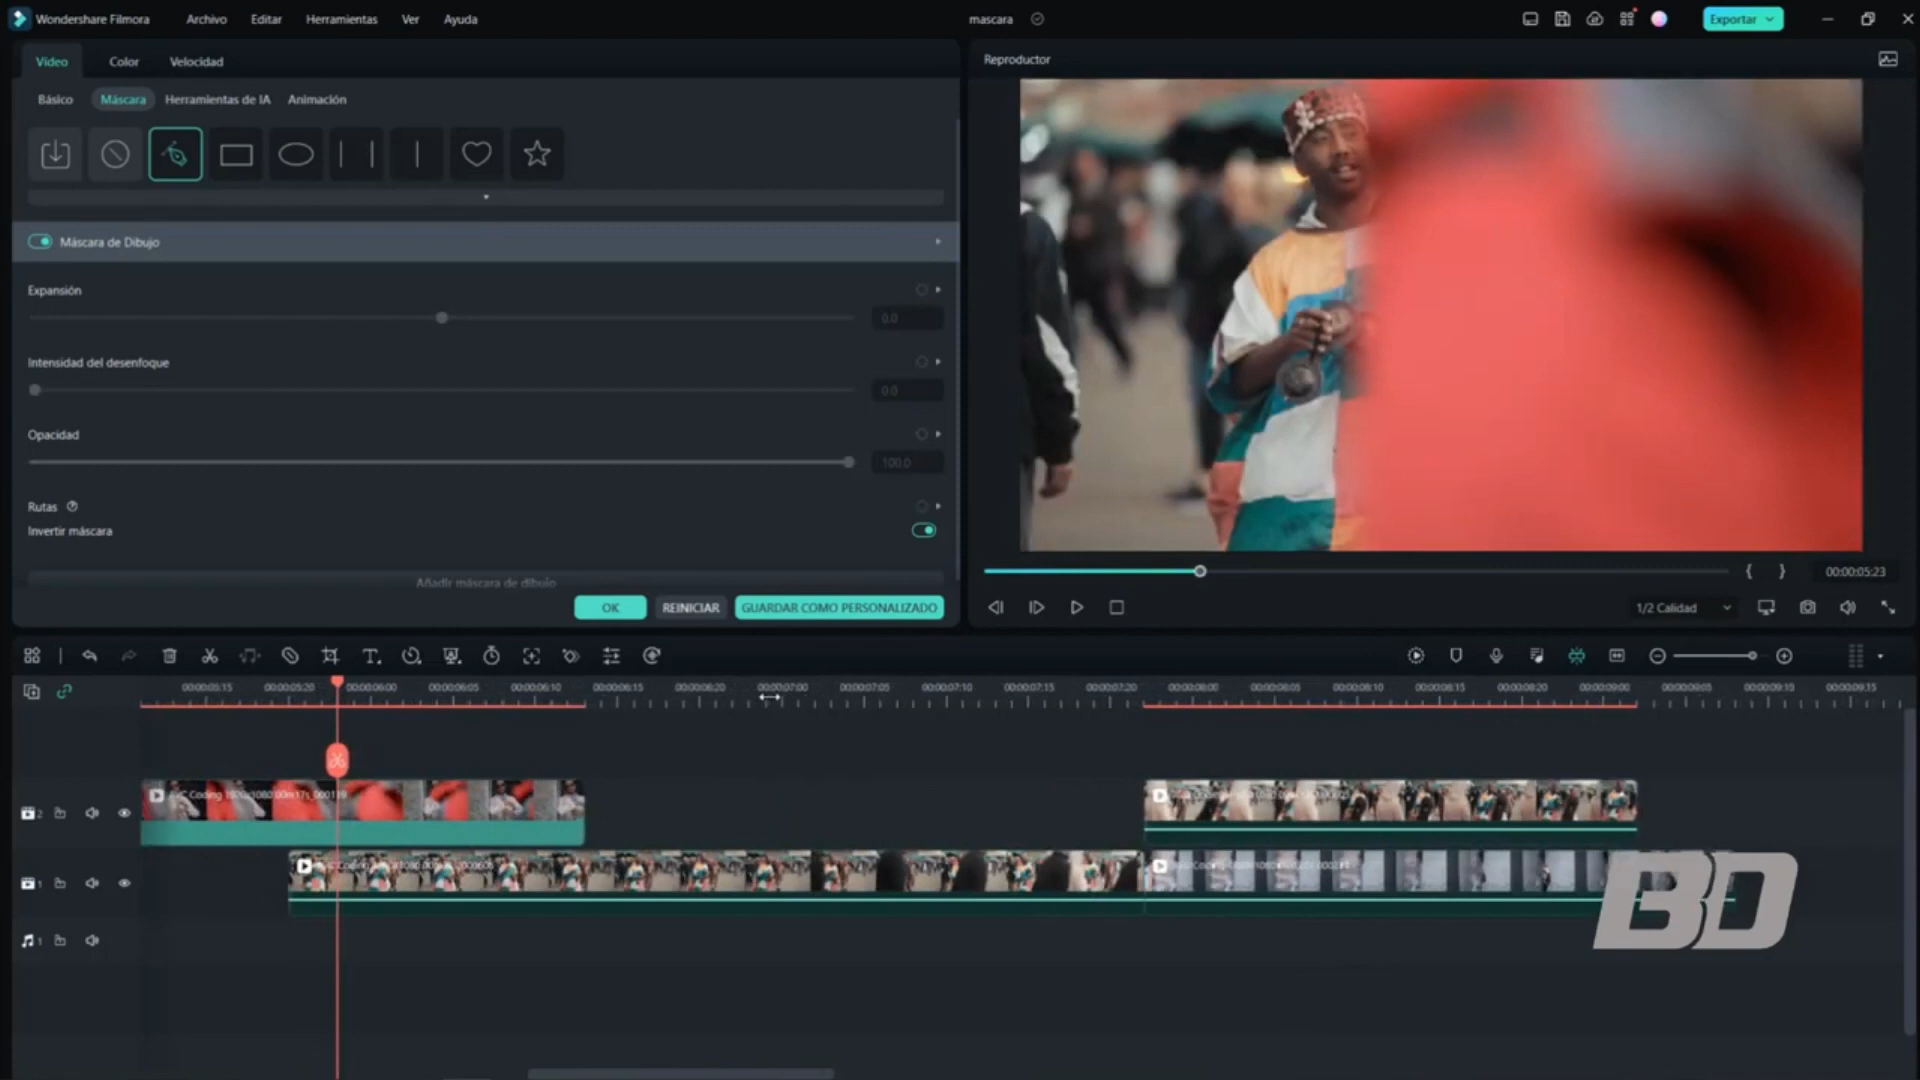 Wondershare Filmora Archivo Editar Herramientas Ver Ayuda mascara Exportar
Video Color Velocidad
Básico Máscara Herramientas de IA Animación
Máscara de Dibujo
Expansión
0.0
Intensidad del desenfoque
0.0
Opacidad
100.0
Rutas
Invertir máscara
Añadir máscara de dibujo
OK REINICIAR GUARDAR COMO PERSONALIZADO
Reproductor
{ } 00:00:05:23
1/2 Calidad
00:00:05:15 00:00:05:20 00:00:06:00 00:00:06:05 00:00:06:10 00:00:06:15 00:00:06:20 00:00:07:00 00:00:07:05 00:00:07:10 00:00:07:15 00:00:07:20 00:00:08:00 00:00:08:05 00:00:08:10 00:00:08:15 00:00:08:20 00:00:09:00 00:00:09:05 00:00:09:10 00:00:09:15
2
1
1
BD